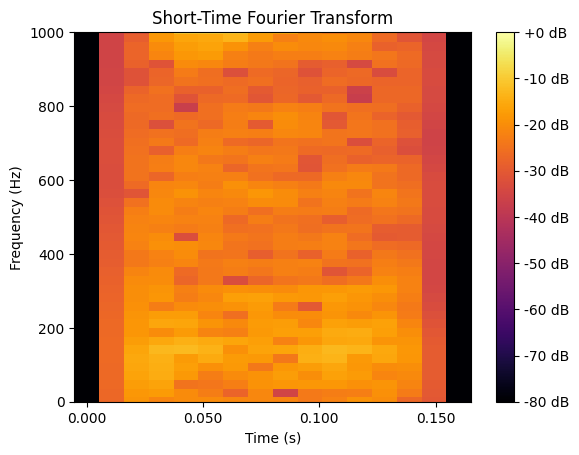 Short-Time Fourier Transform
Frequency (Hz)
1000
800
600
400
200
0
0.000 0.050 0.100 0.150
Time (s)
+0 dB
-10 dB
-20 dB
-30 dB
-40 dB
-50 dB
-60 dB
-70 dB
-80 dB